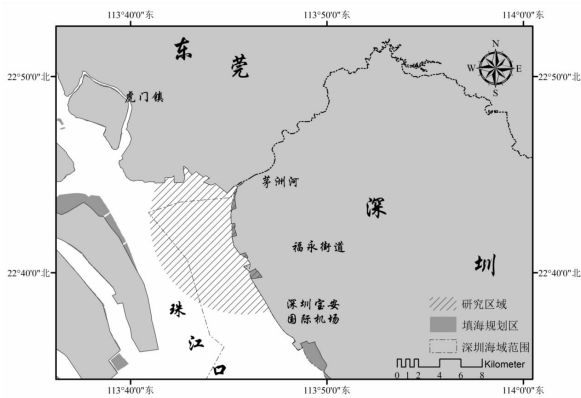 113°40'0"东 113°50'0"东 114°0'0"东
东 莞
N
W E
S
22°50'0"北 22°50'0"北
虎门镇
茅洲河
深 圳
福永街道
22°40'0"北 22°40'0"北
深圳宝安
国际机场
珠江口
研究区域
填海规划区
深圳海域范围
Kilometer
0 1 2 4 6 8
113°40'0"东 113°50'0"东 114°0'0"东